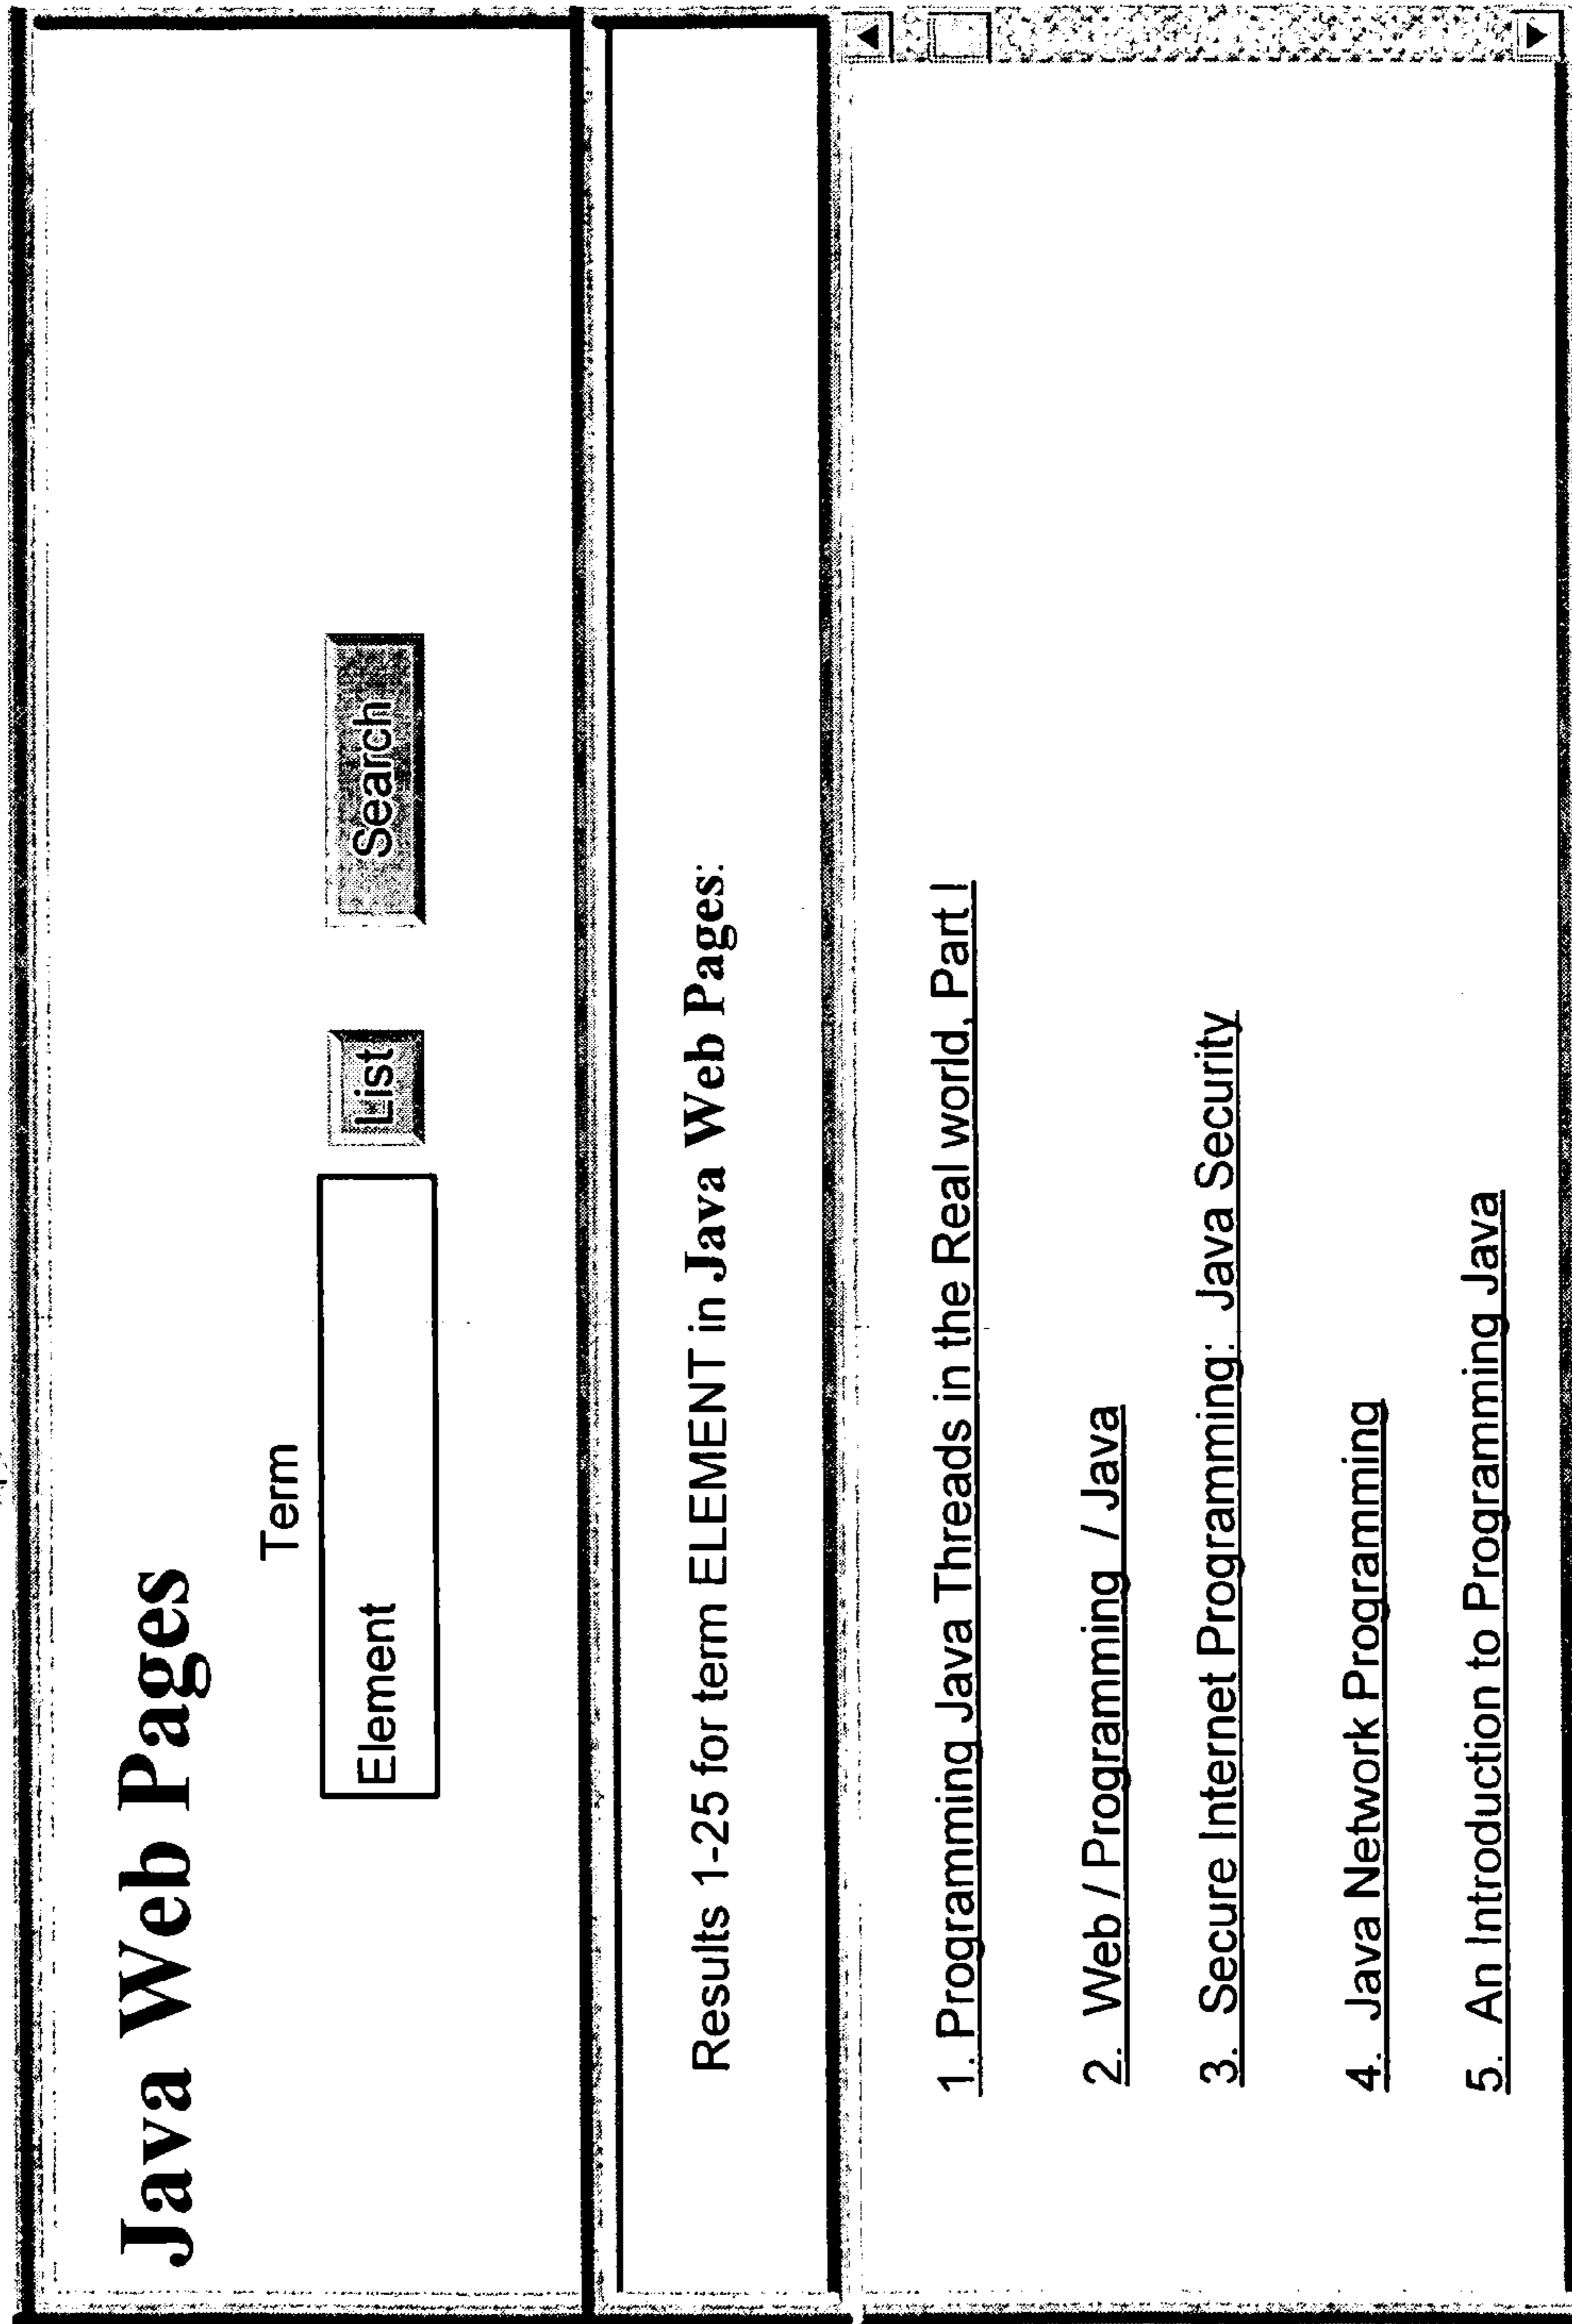 Java Web Pages
Term
Element List Search
Results 1-25 for term ELEMENT in Java Web Pages:
1. Programming Java Threads in the Real world, Part I
2. Web / Programming / Java
3. Secure Internet Programming: Java Security
4. Java Network Programming
5. An Introduction to Programming Java